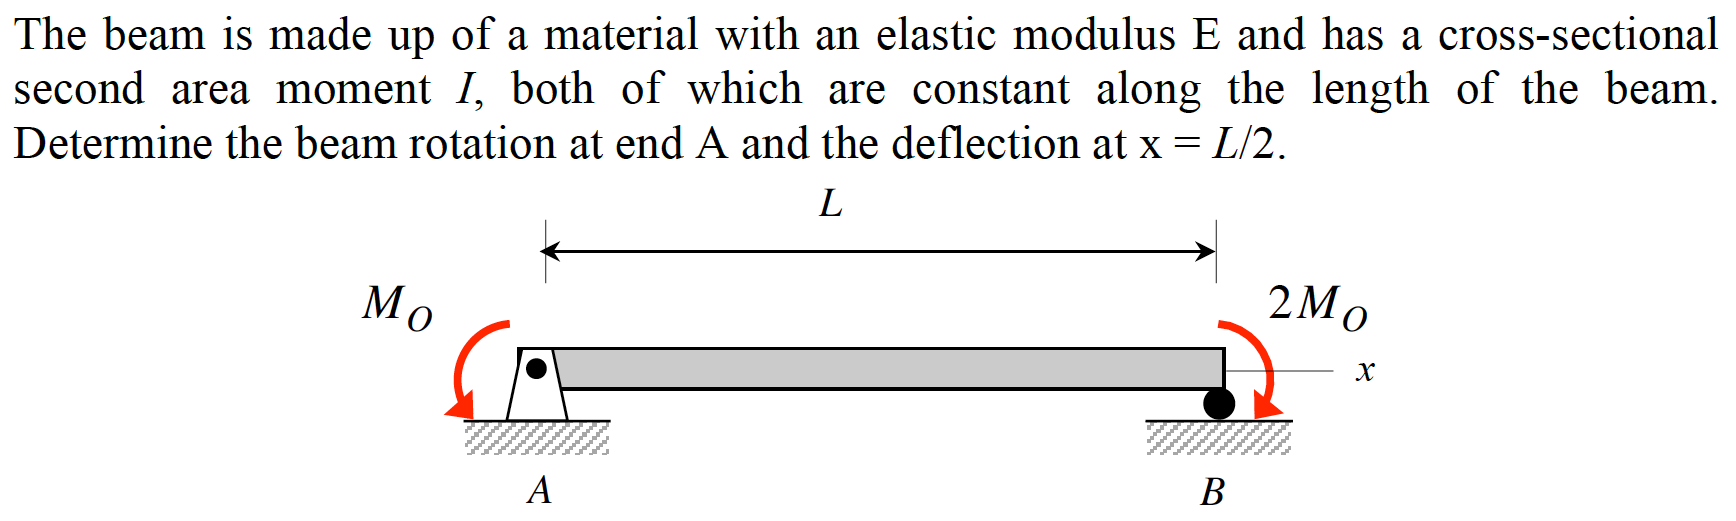 The beam is made up of a material with an elastic modulus E and has a cross-sectional
second area moment I, both of which are constant along the length of the beam.
Determine the beam rotation at end A and the deflection at x = L/2.
L
M_O
2M_O
x
A
B